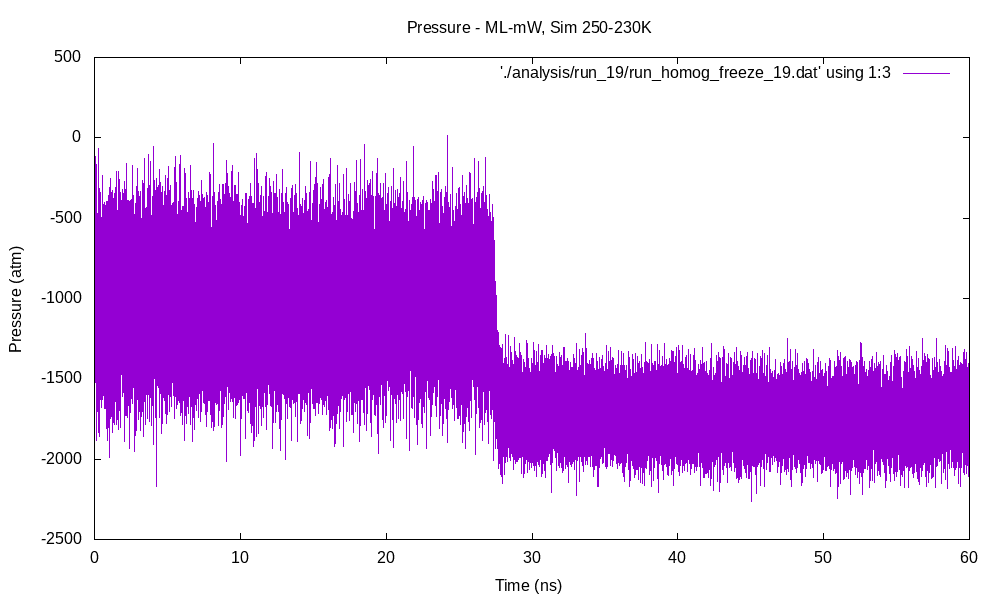 Pressure - ML-mW, Sim 250-230K
'./analysis/run_19/run_homog_freeze_19.dat' using 1:3
500
0
-500
-1000
-1500
-2000
-2500
Pressure (atm)
0 10 20 30 40 50 60
Time (ns)